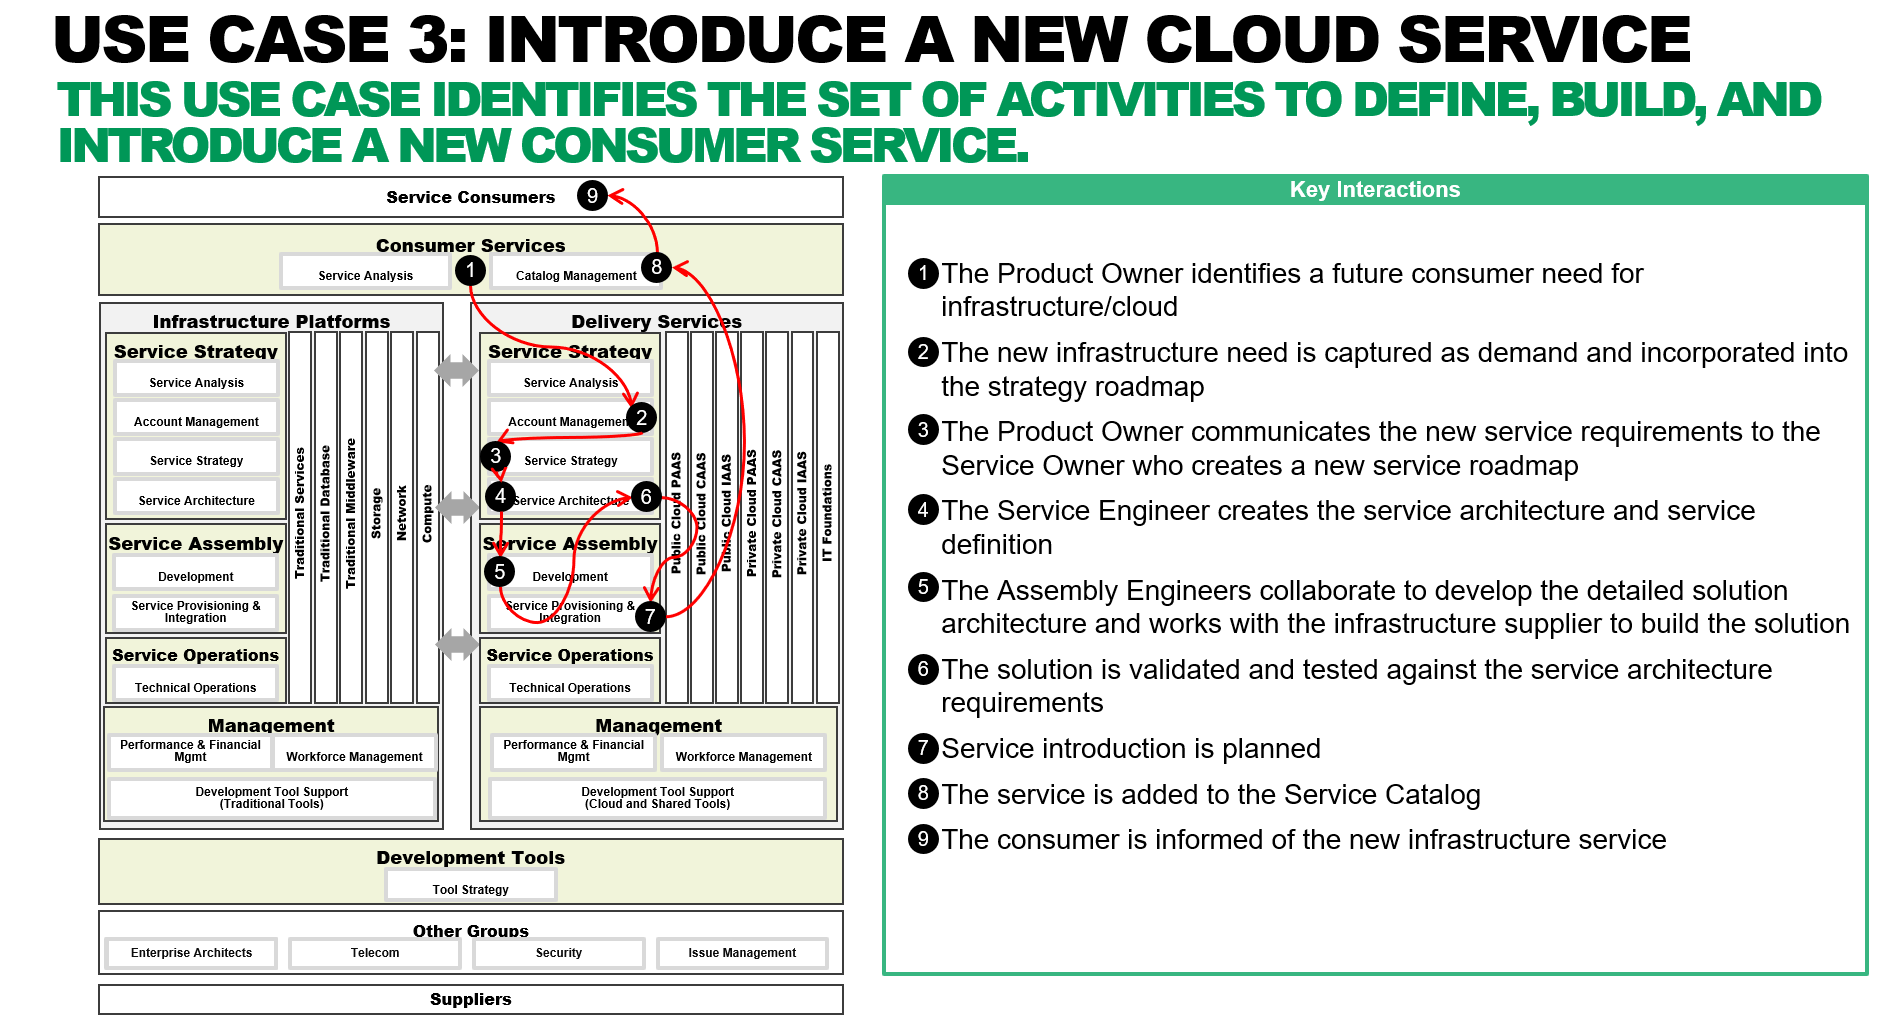 USE CASE 3: INTRODUCE A NEW CLOUD SERVICE
THIS USE CASE IDENTIFIES THE SET OF ACTIVITIES TO DEFINE, BUILD, AND
INTRODUCE A NEW CONSUMER SERVICE.
Service Consumers 9
Consumer Services
Service Analysis
1
Catalog Management
8
Infrastructure Platforms
Service Strategy
Service Analysis
Account Management
Service Strategy
Service Architecture
Service Assembly
Development
Service Provisioning &
Integration
Service Operations
Technical Operations
Traditional Services
Traditional Database
Traditional Middleware
Storage
Network
Compute
Management
Performance & Financial
Mgmt
Workforce Management
Development Tool Support
(Traditional Tools)
Delivery Services
Service Strategy
Service Analysis
Account Management
2
3
Service Strategy
4
Service Architecture
6
Service Assembly
5
Development
Service Provisioning &
Integration
7
Service Operations
Technical Operations
Public Cloud PAAS
Public Cloud CAAS
Public Cloud IAAS
Private Cloud PAAS
Private Cloud CAAS
Private Cloud IAAS
IT Foundations
Management
Performance & Financial
Mgmt
Workforce Management
Development Tool Support
(Cloud and Shared Tools)
Development Tools
Tool Strategy
Other Groups
Enterprise Architects
Telecom
Security
Issue Management
Suppliers
Key Interactions
1 The Product Owner identifies a future consumer need for
infrastructure/cloud
2 The new infrastructure need is captured as demand and incorporated into
the strategy roadmap
3 The Product Owner communicates the new service requirements to the
Service Owner who creates a new service roadmap
4 The Service Engineer creates the service architecture and service
definition
5 The Assembly Engineers collaborate to develop the detailed solution
architecture and works with the infrastructure supplier to build the solution
6 The solution is validated and tested against the service architecture
requirements
7 Service introduction is planned
8 The service is added to the Service Catalog
9 The consumer is informed of the new infrastructure service